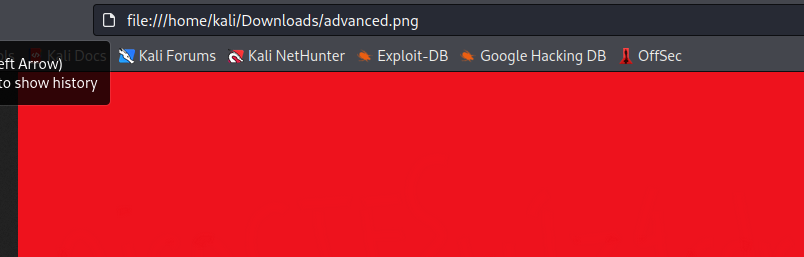 file:///home/kali/Downloads/advanced.png
Kali Docs Kali Forums Kali NetHunter Exploit-DB Google Hacking DB OffSec
eft Arrow)
to show history